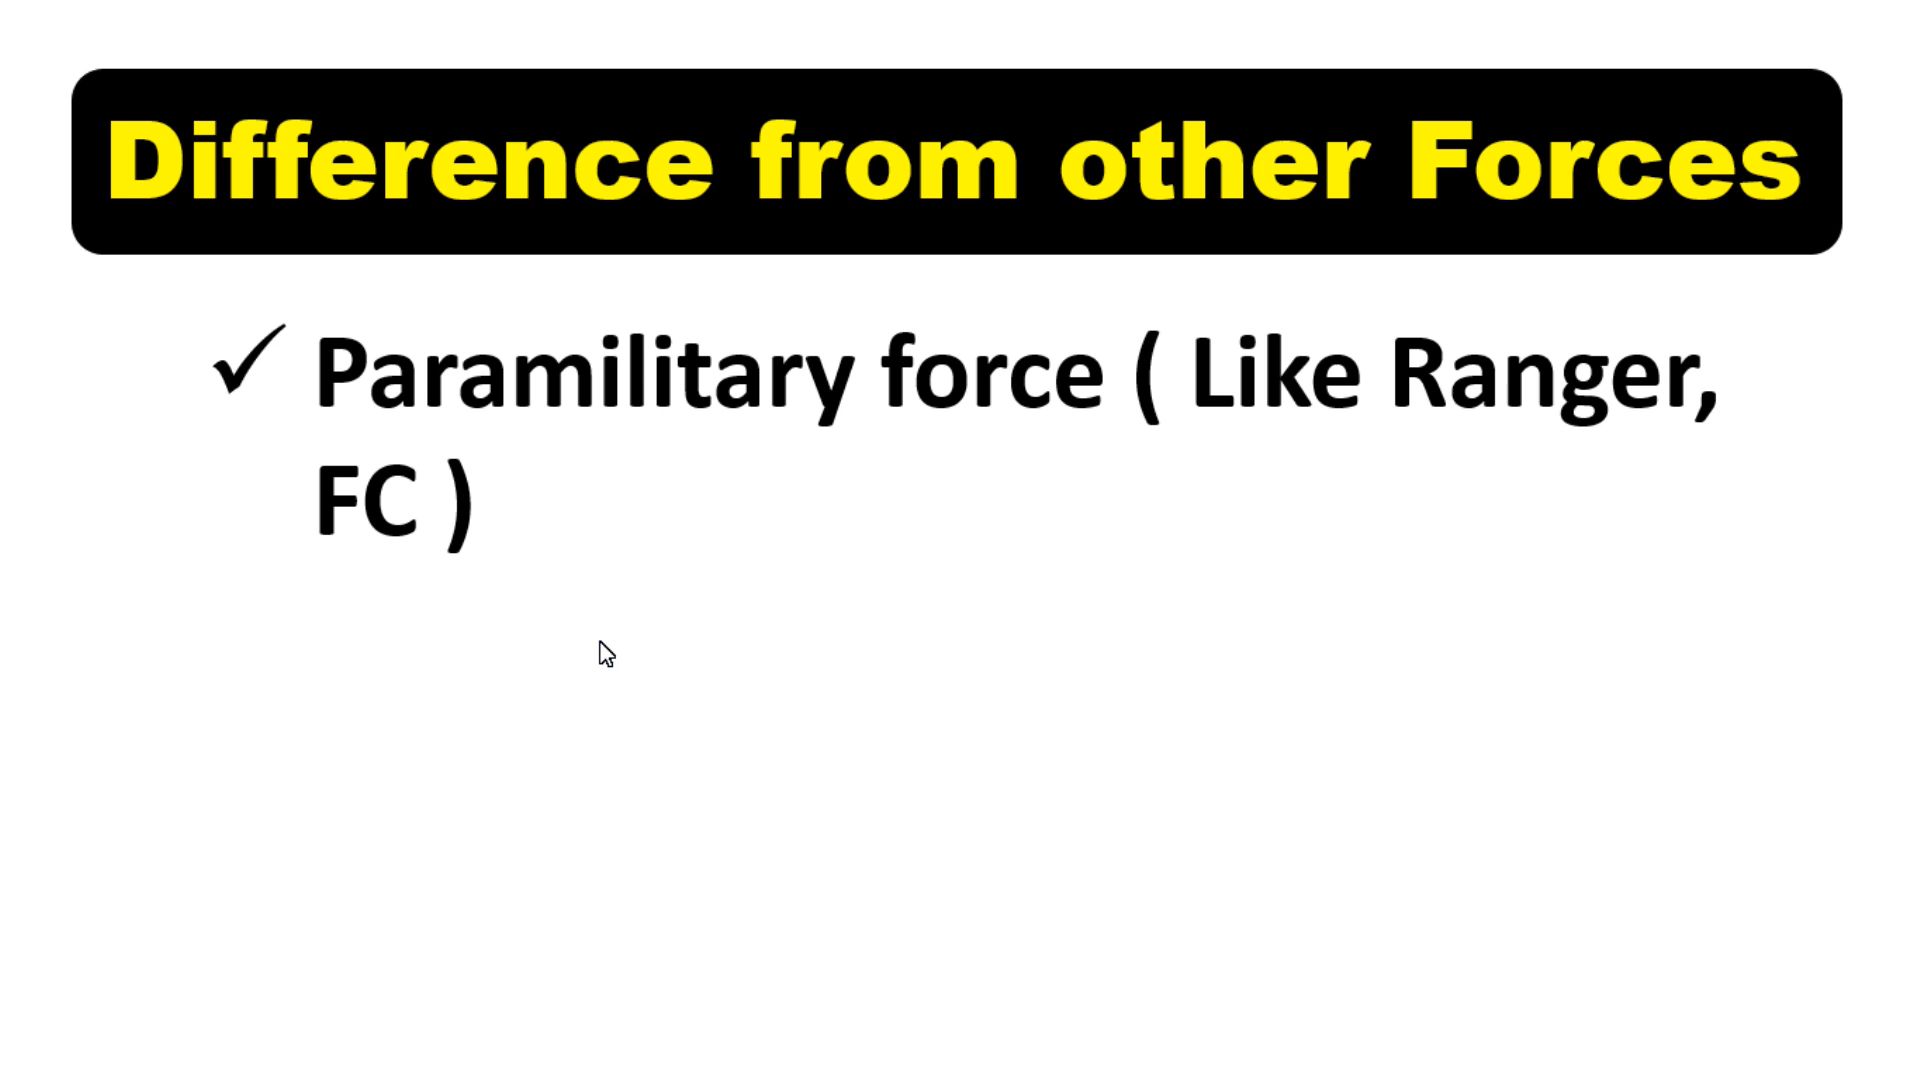 Difference from other Forces
✓ Paramilitary force ( Like Ranger,
FC )